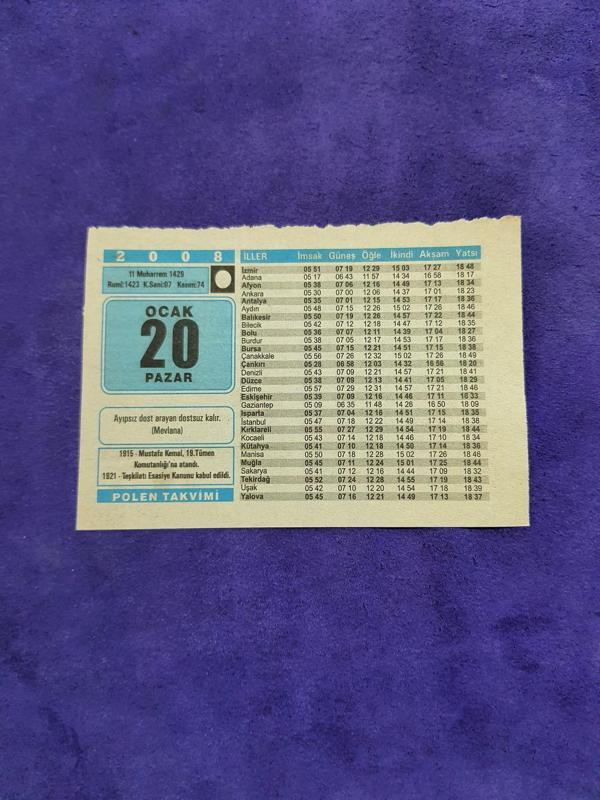 2 0 0 8
11 Muharrem 1429
Rumî:1423 K.Sani:07 Kasım:74
OCAK
20
PAZAR
Ayıpsız dost arayan dostsuz kalır.
(Mevlana)
1915 - Mustafa Kemal, 19.Tümen
Komutanlığı'na atandı.
1921 - Teşkilatı Esasiye Kanunu kabul edildi.
POLEN TAKVİMİ
İLLER İmsak Güneş Öğle İkindi Akşam Yatsı
İzmir 05 51 07 19 12 29 15 03 17 27 18 48
Adana 05 17 06 43 11 57 14 34 16 58 18 17
Afyon 05 38 07 06 12 16 14 49 17 13 18 34
Ankara 05 30 07 00 12 06 14 37 17 01 18 23
Antalya 05 35 07 01 12 15 14 53 17 17 18 36
Aydın 05 48 07 15 12 26 15 02 17 26 18 46
Balıkesir 05 50 07 19 12 26 14 57 17 22 18 44
Bilecik 05 42 07 12 12 18 14 47 17 12 18 35
Bolu 05 36 07 07 12 11 14 39 17 04 18 27
Burdur 05 38 07 05 12 17 14 53 17 17 18 36
Bursa 05 45 07 15 12 21 14 51 17 15 18 38
Çanakkale 05 56 07 26 12 32 15 02 17 26 18 49
Çankırı 05 28 06 58 12 03 14 32 16 56 18 20
Denizli 05 43 07 09 12 21 14 57 17 21 18 41
Düzce 05 38 07 09 12 13 14 41 17 05 18 29
Edirne 05 57 07 29 12 31 14 57 17 21 18 46
Eskişehir 05 39 07 09 12 16 14 46 17 11 18 33
Gaziantep 05 09 06 35 11 48 14 26 16 50 18 09
Isparta 05 37 07 04 12 16 14 51 17 15 18 35
İstanbul 05 47 07 18 12 22 14 49 17 14 18 38
Kırklareli 05 55 07 27 12 29 14 54 17 19 18 44
Kocaeli 05 43 07 14 12 18 14 46 17 10 18 34
Kütahya 05 41 07 10 12 18 14 50 17 14 18 36
Manisa 05 50 07 18 12 28 15 02 17 26 18 48
Muğla 05 45 07 11 12 24 15 01 17 25 18 44
Sakarya 05 41 07 12 12 16 14 44 17 09 18 32
Tekirdağ 05 52 07 24 12 28 14 55 17 19 18 43
Uşak 05 42 07 10 12 20 14 54 17 18 18 39
Yalova 05 45 07 16 12 21 14 49 17 13 18 37